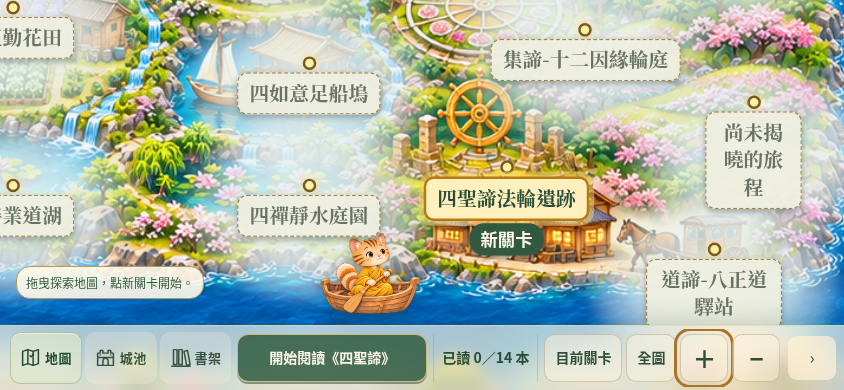 勤花田
集諦-十二因緣輪庭
四如意足船塢
尚未揭
曉的旅
程
四聖諦法輪遺跡
業道湖
四禪靜水庭園
新關卡
道諦-八正道
驛站
拖曳探索地圖，點新關卡開始。
地圖
城池
書架
開始閱讀《四聖諦》
已讀 0／14 本
目前關卡
全圖
＋
−
›